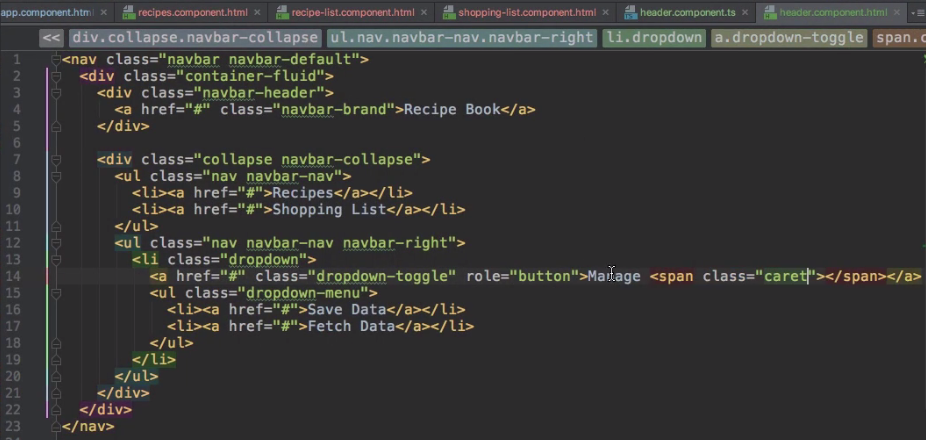 app.component.html × recipes.component.html × recipe-list.component.html × shopping-list.component.html × header.component.ts × header.component.html ×
<< div.collapse.navbar-collapse ul.nav.navbar-nav.navbar-right li.dropdown a.dropdown-toggle span.c
1 <nav class="navbar navbar-default">
2 <div class="container-fluid">
3 <div class="navbar-header">
4 <a href="#" class="navbar-brand">Recipe Book</a>
5 </div>
6
7 <div class="collapse navbar-collapse">
8 <ul class="nav navbar-nav">
9 <li><a href="#">Recipes</a></li>
10 <li><a href="#">Shopping List</a></li>
11 </ul>
12 <ul class="nav navbar-nav navbar-right">
13 <li class="dropdown">
14 <a href="#" class="dropdown-toggle" role="button">Manage <span class="caret"></span></a>
15 <ul class="dropdown-menu">
16 <li><a href="#">Save Data</a></li>
17 <li><a href="#">Fetch Data</a></li>
18 </ul>
19 </li>
20 </ul>
21 </div>
22 </div>
23 </nav>